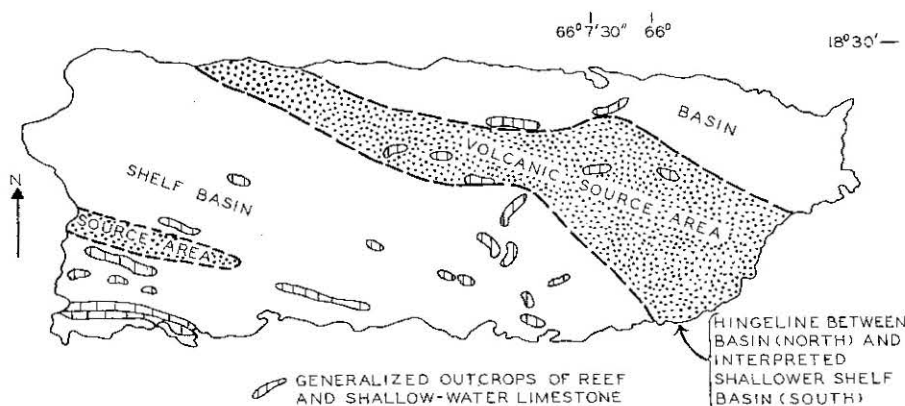 66° 7'30" 66°
18°30'
BASIN
N
VOLCANIC SOURCE AREA
SHELF BASIN
SOURCE AREA
HINGELINE BETWEEN
BASIN (NORTH) AND
INTERPRETED
SHALLOWER SHELF
BASIN (SOUTH)
GENERALIZED OUTCROPS OF REEF
AND SHALLOW-WATER LIMESTONE